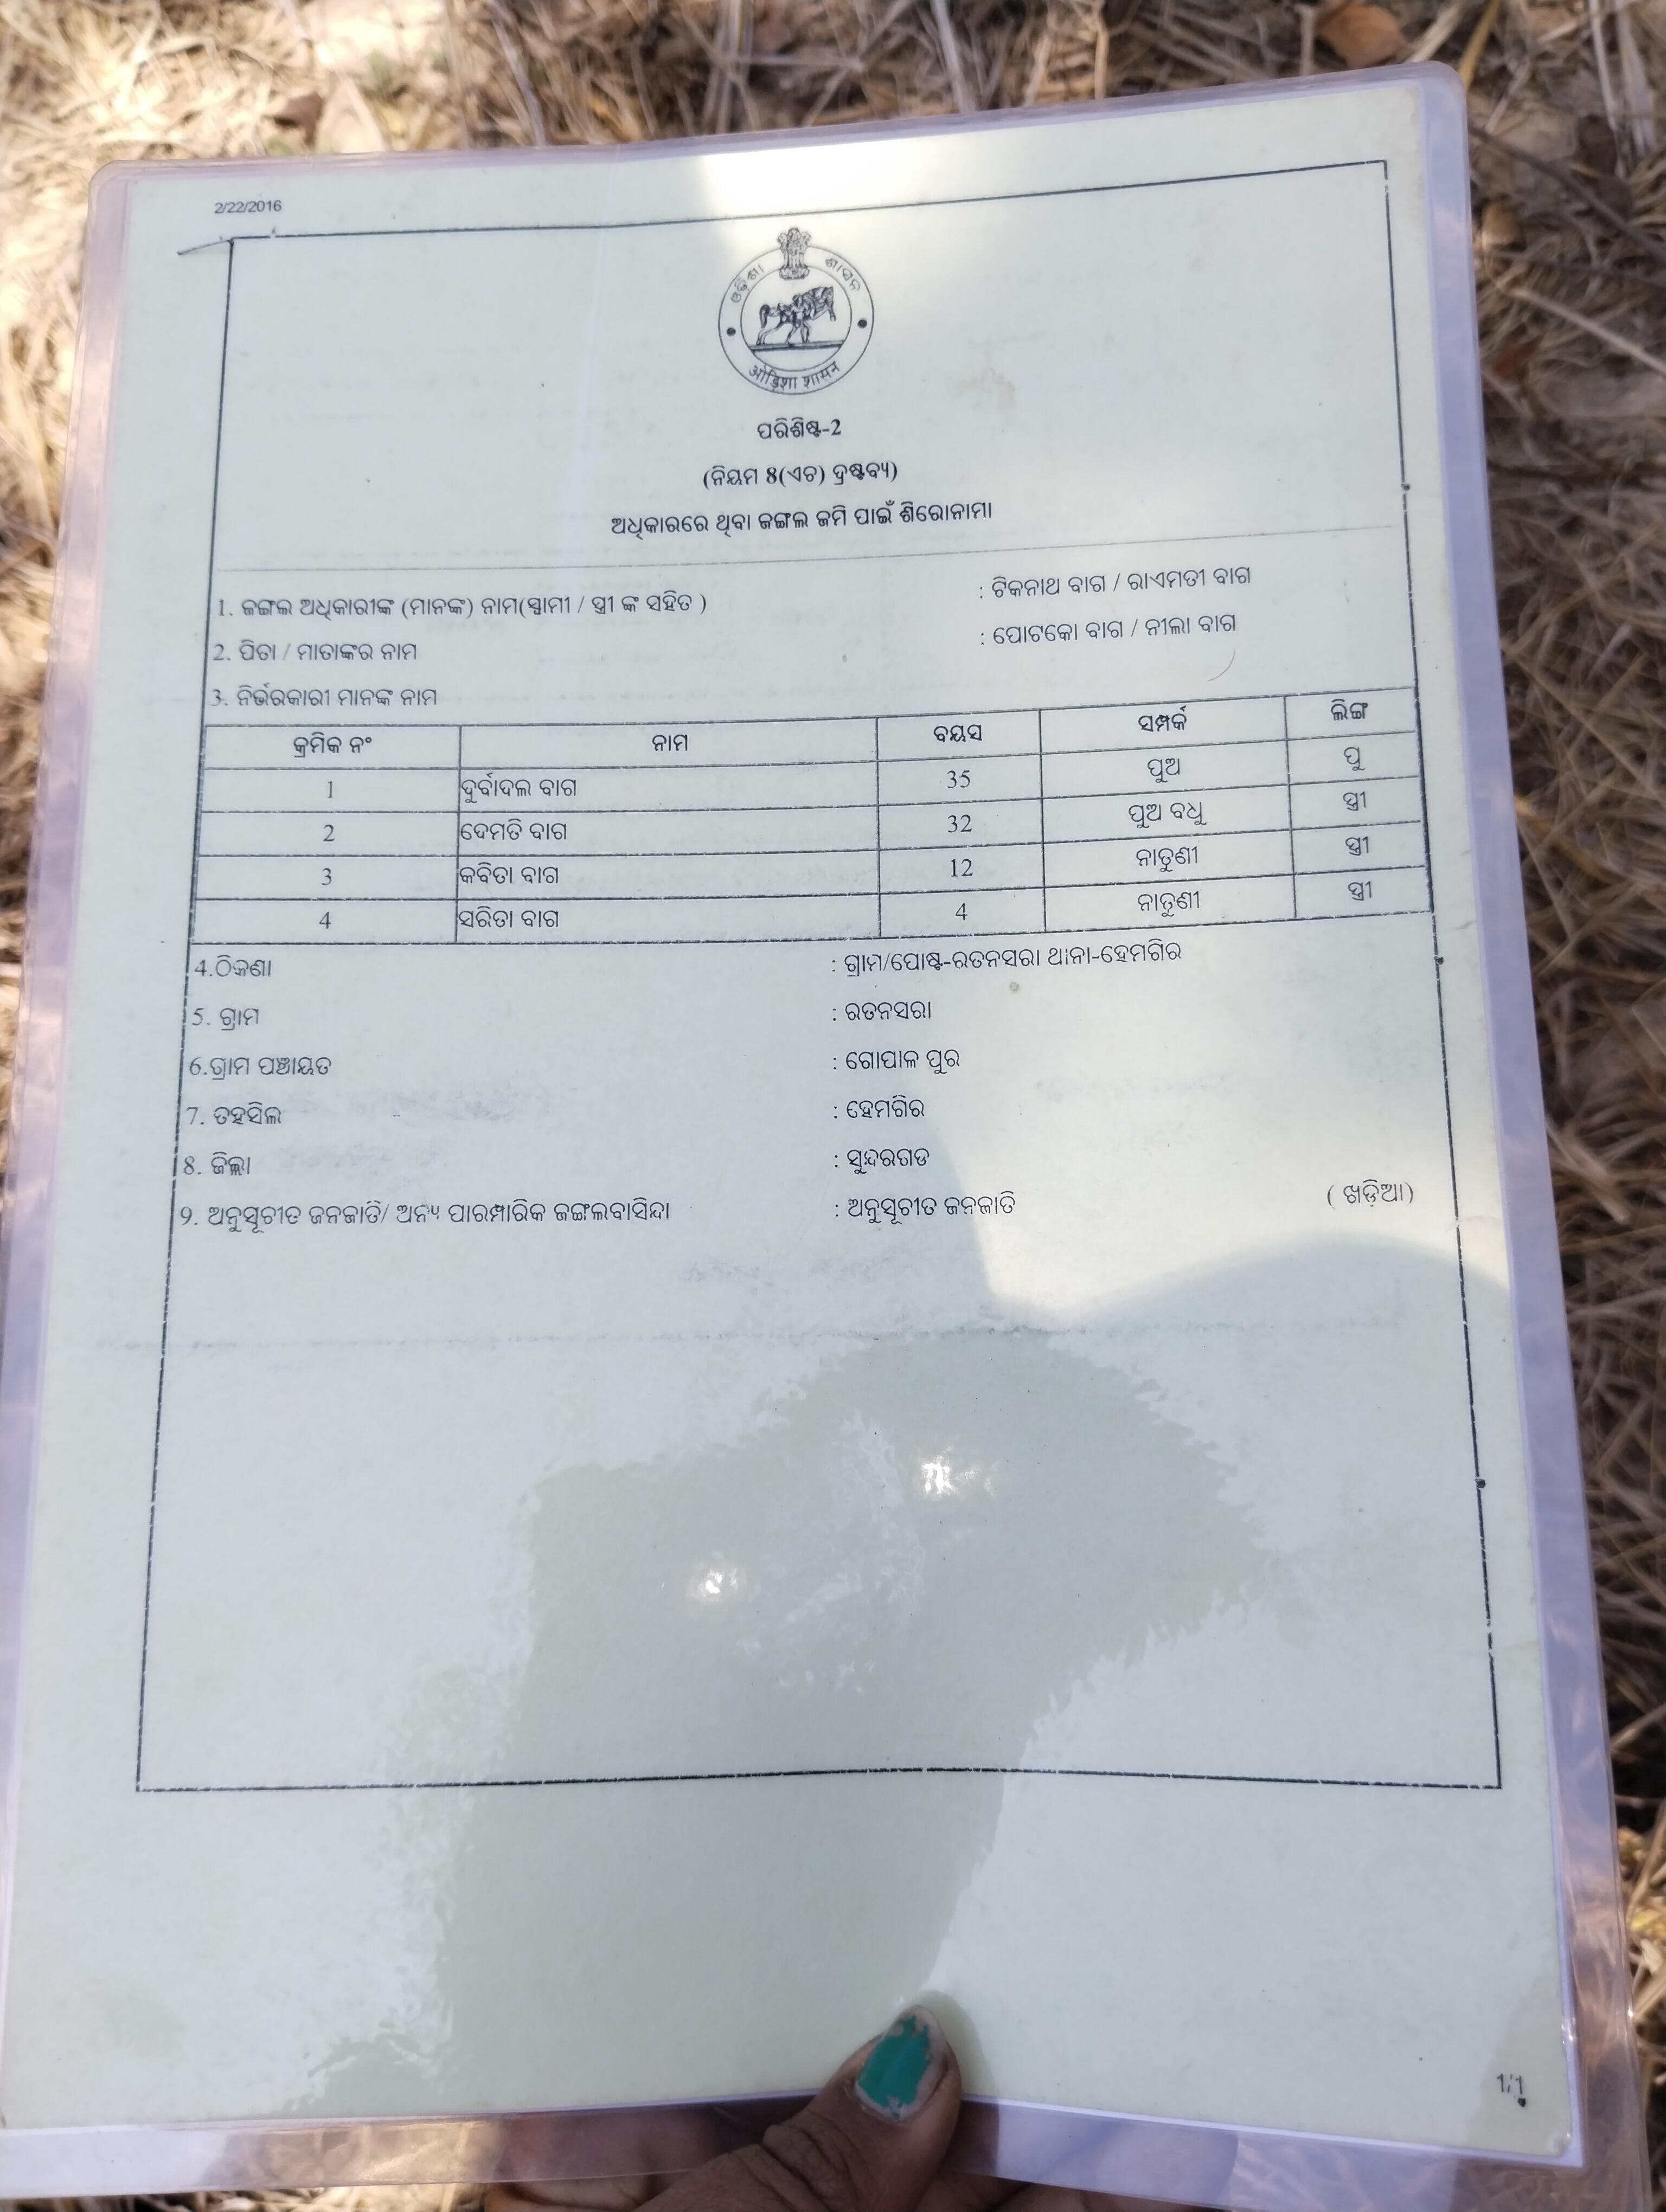 2/22/2016
ଓଡ଼ିଶା ଶାସନ
ओड़िशा शासन
ପରିଶିଷ୍ଟ-2
(ନିୟମ 8(ଏଚ) ଦ୍ରଷ୍ଟବ୍ୟ)
ଅଧିକାରରେ ଥିବା ଜଙ୍ଗଲ ଜମି ପାଇଁ ଶିରୋନାମା
1. ଜଙ୍ଗଲ ଅଧିକାରୀଙ୍କ (ମାନଙ୍କ) ନାମ(ସ୍ୱାମୀ / ସ୍ତ୍ରୀ ଙ୍କ ସହିତ ) : ଟିକନାଥ ବାଗ / ରାଏମତୀ ବାଗ
2. ପିତା / ମାତାଙ୍କର ନାମ : ପୋଟକୋ ବାଗ / ନୀଲା ବାଗ
3. ନିର୍ଭରକାରୀ ମାନଙ୍କ ନାମ
କ୍ରମିକ ନଂ ନାମ ବୟସ ସମ୍ପର୍କ ଲିଙ୍ଗ
1 ଦୁର୍ବାଦଲ ବାଗ 35 ପୁଅ ପୁ
2 ଦେମତି ବାଗ 32 ପୁଅ ବଧୁ ସ୍ତ୍ରୀ
3 କବିତା ବାଗ 12 ନାତୁଣୀ ସ୍ତ୍ରୀ
4 ସରିତା ବାଗ 4 ନାତୁଣୀ ସ୍ତ୍ରୀ
4.ଠିକଣା : ଗ୍ରାମ/ପୋଷ୍ଟ-ରତନସରା ଥାନା-ହେମଗିର
5. ଗ୍ରାମ : ରତନସରା
6.ଗ୍ରାମ ପଞ୍ଚାୟତ : ଗୋପାଳ ପୁର
7. ତହସିଲ : ହେମଗିର
8. ଜିଲ୍ଲା : ସୁନ୍ଦରଗଡ
9. ଅନୁସୂଚୀତ ଜନଜାତି/ ଅନ୍ୟ ପାରମ୍ପାରିକ ଜଙ୍ଗଲବାସିନ୍ଦା : ଅନୁସୂଚୀତ ଜନଜାତି ( ଖଡ଼ିଆ)
1/1